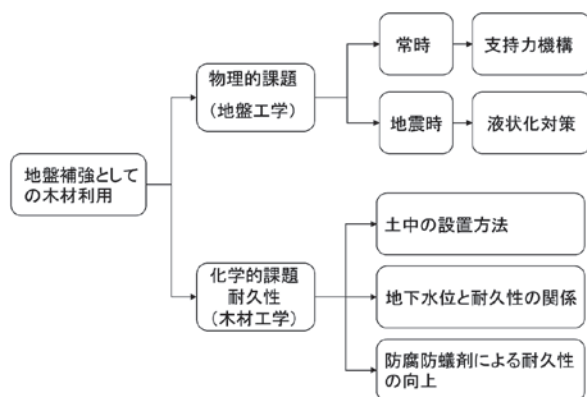 地盤補強として
の木材利用
物理的課題
（地盤工学）
常時
支持力機構
地震時
液状化対策
化学的課題
耐久性
（木材工学）
土中の設置方法
地下水位と耐久性の関係
防腐防蟻剤による耐久性
の向上